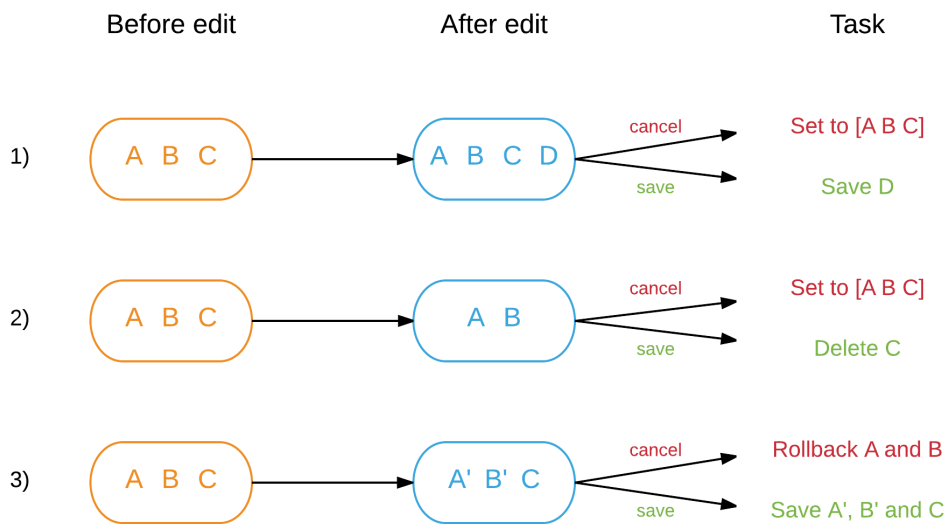 Before edit After edit Task
1) A B C A B C D cancel save Set to [A B C]
Save D
2) A B C A B cancel save Set to [A B C]
Delete C
3) A B C A' B' C cancel save Rollback A and B
Save A', B' and C